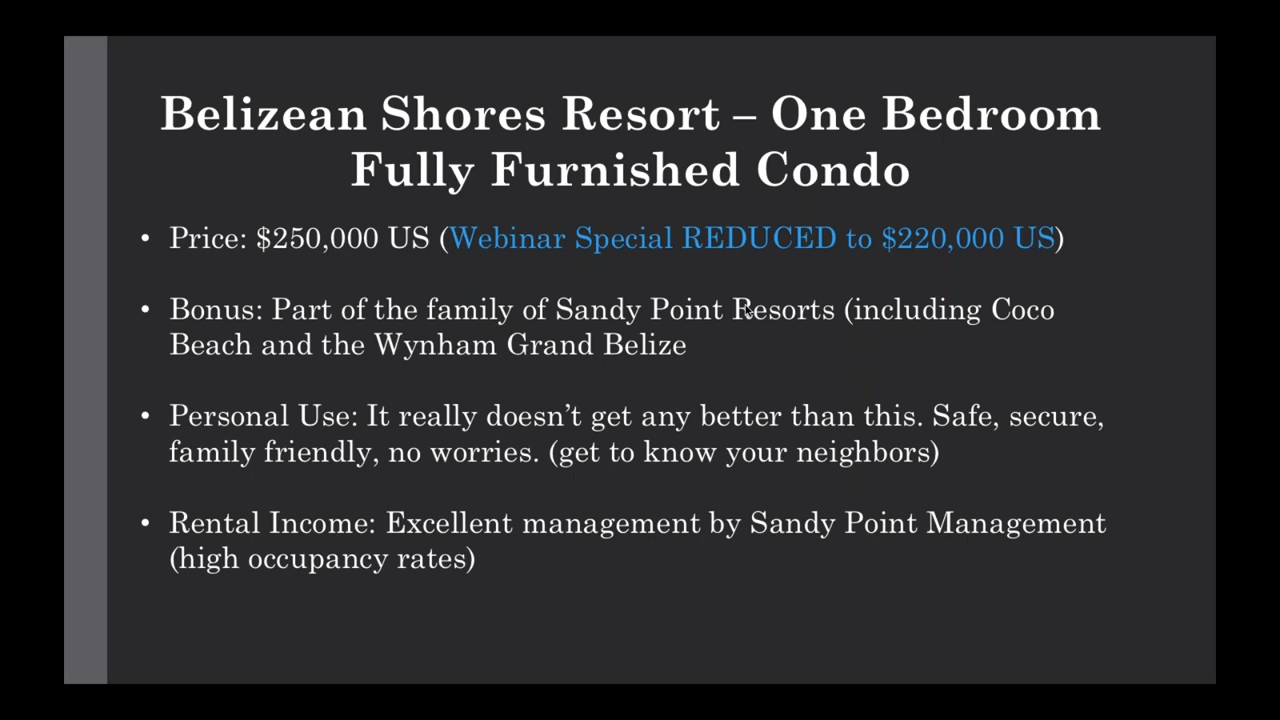 Belizean Shores Resort – One Bedroom
Fully Furnished Condo
• Price: $250,000 US (Webinar Special REDUCED to $220,000 US)
• Bonus: Part of the family of Sandy Point Resorts (including Coco
Beach and the Wynham Grand Belize
• Personal Use: It really doesn’t get any better than this. Safe, secure,
family friendly, no worries. (get to know your neighbors)
• Rental Income: Excellent management by Sandy Point Management
(high occupancy rates)